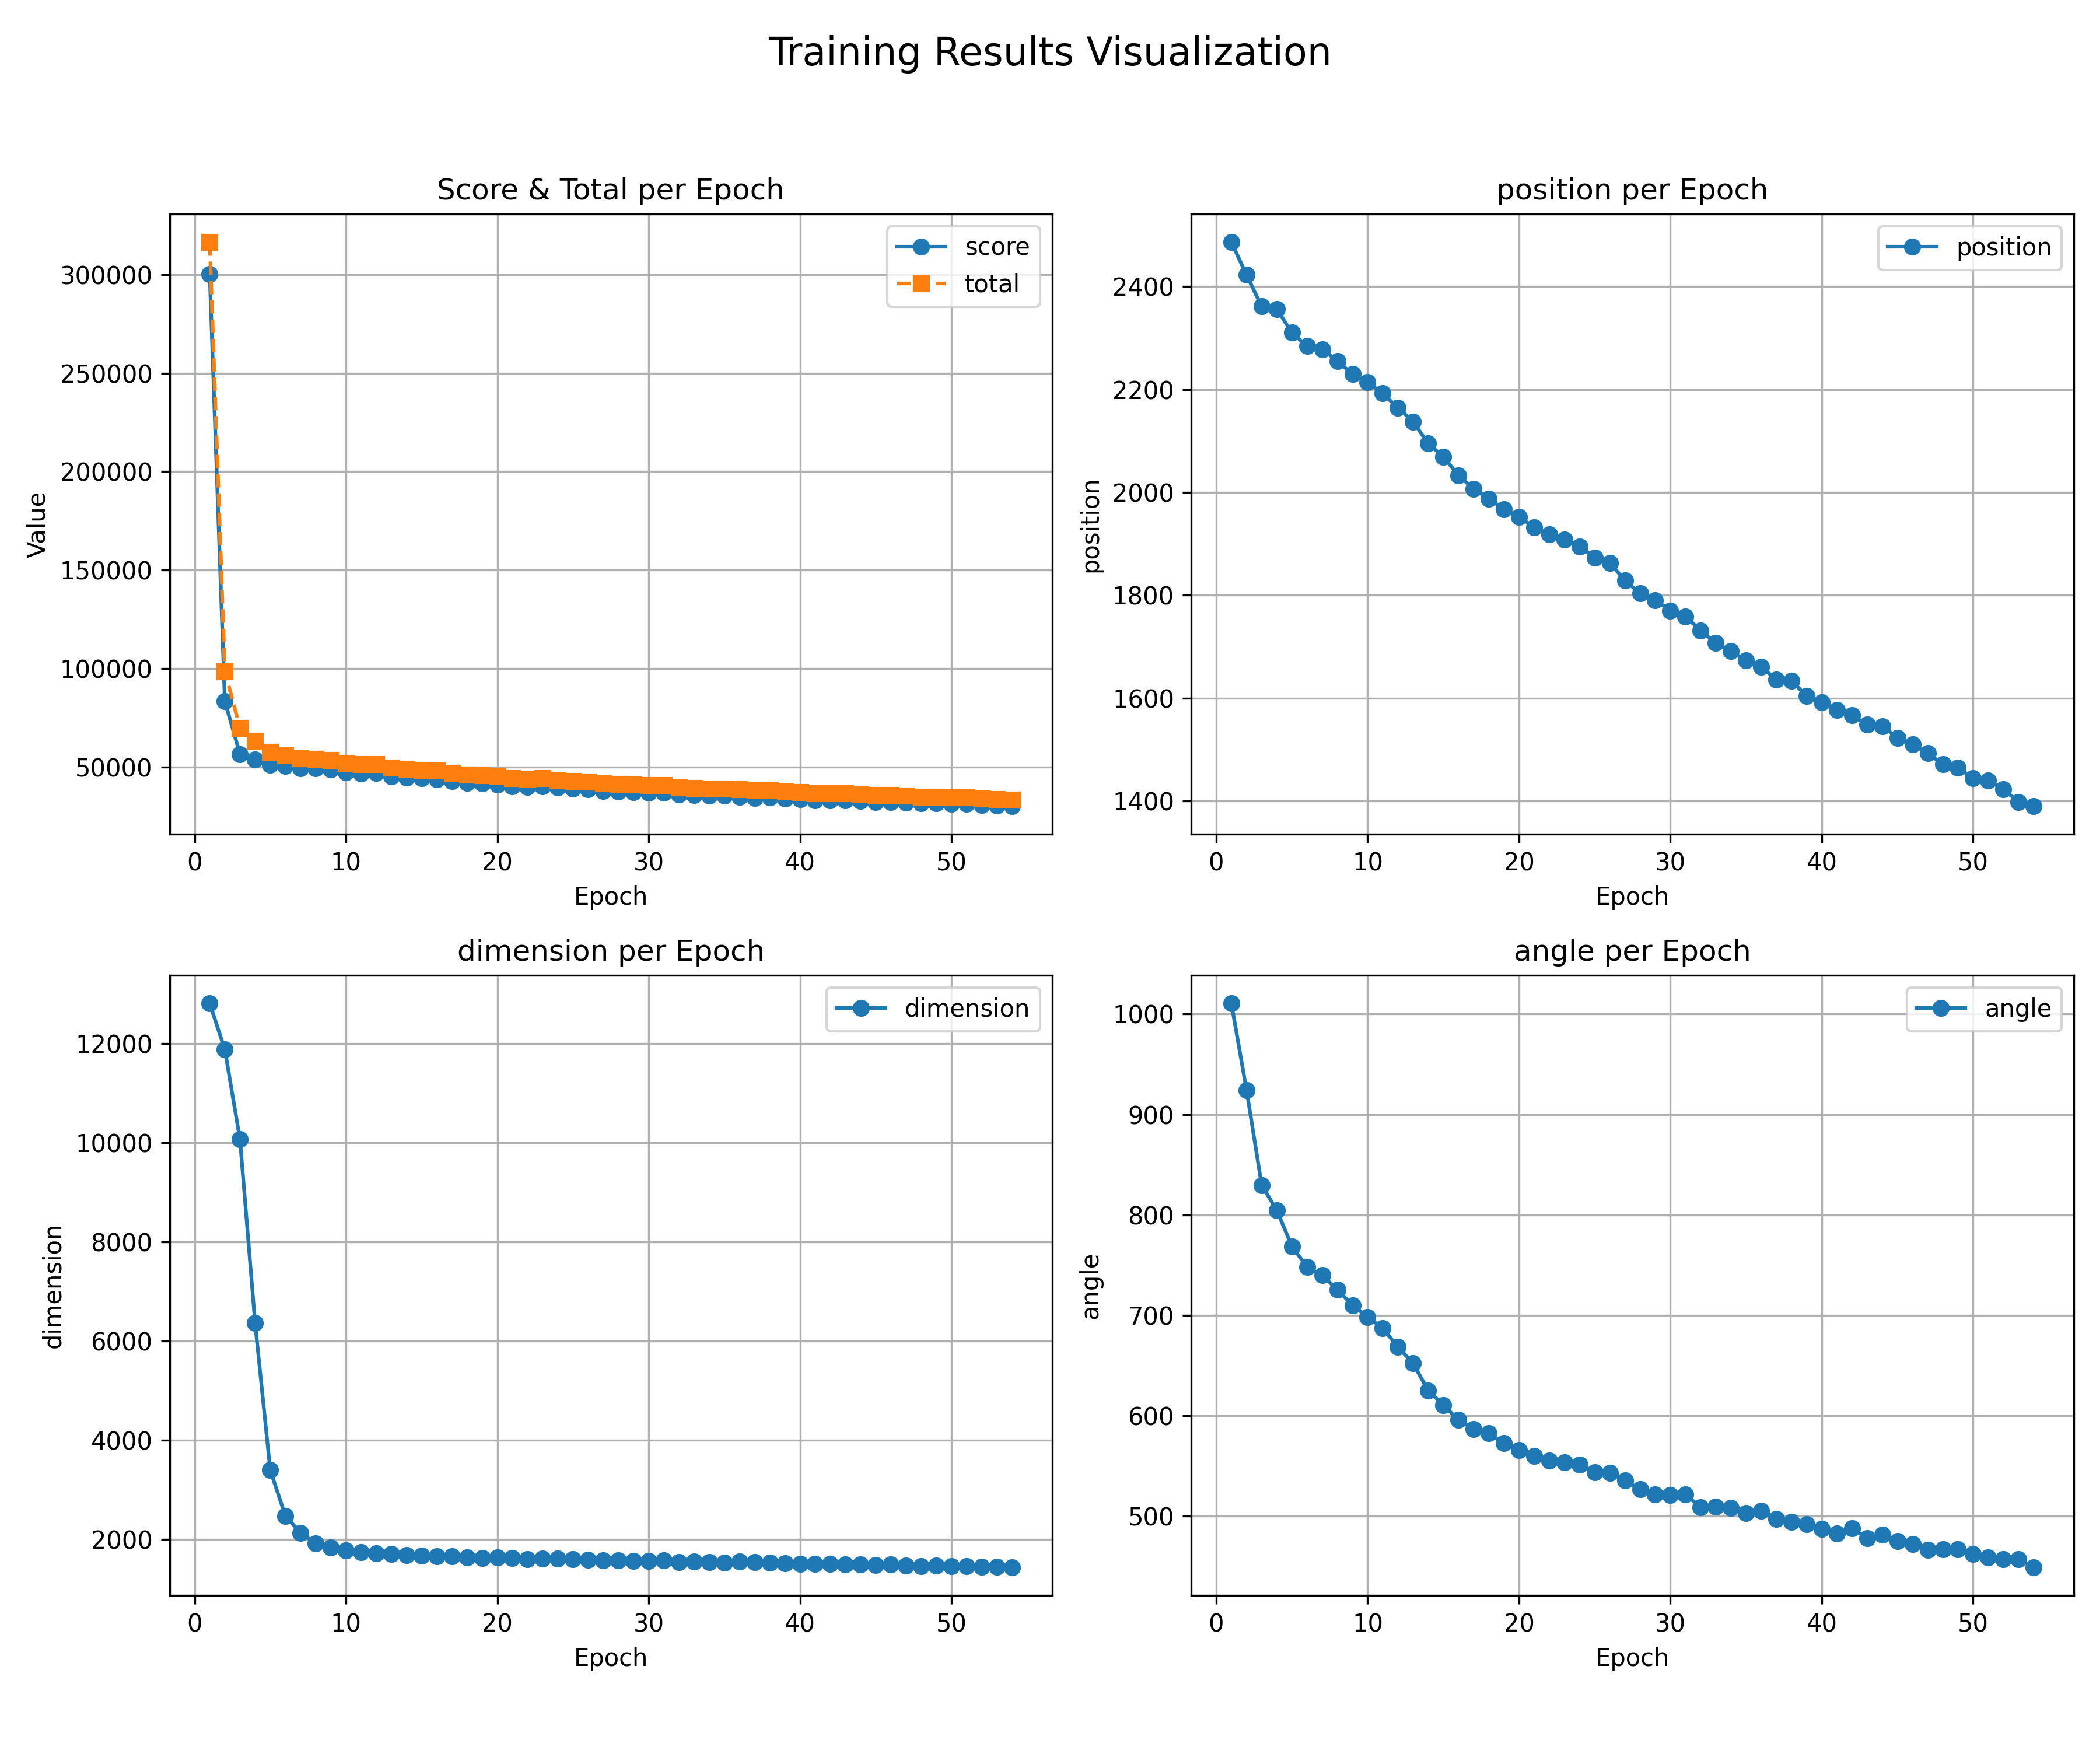 Training Results Visualization
Score & Total per Epoch
score
total
Value
300000
250000
200000
150000
100000
50000
0 10 20 30 40 50
Epoch
position per Epoch
position
position
2400
2200
2000
1800
1600
1400
0 10 20 30 40 50
Epoch
dimension per Epoch
dimension
dimension
12000
10000
8000
6000
4000
2000
0 10 20 30 40 50
Epoch
angle per Epoch
angle
angle
1000
900
800
700
600
500
0 10 20 30 40 50
Epoch